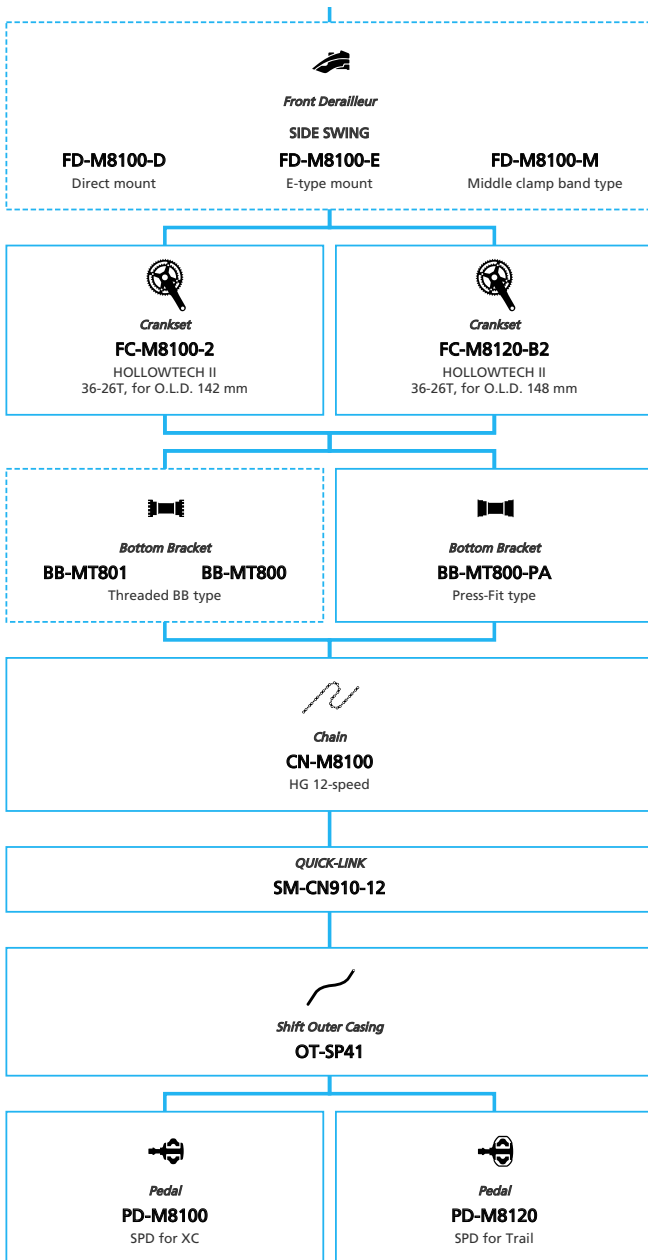 Front Derailleur
SIDE SWING
FD-M8100-D FD-M8100-E FD-M8100-M
Direct mount E-type mount Middle clamp band type
Crankset Crankset
FC-M8100-2 FC-M8120-B2
HOLLOWTECH II HOLLOWTECH II
36-26T, for O.L.D. 142 mm 36-26T, for O.L.D. 148 mm
Bottom Bracket Bottom Bracket
BB-MT801 BB-MT800 BB-MT800-PA
Threaded BB type Press-Fit type
Chain
CN-M8100
HG 12-speed
QUICK-LINK
SM-CN910-12
Shift Outer Casing
OT-SP41
Pedal Pedal
PD-M8100 PD-M8120
SPD for XC SPD for Trail